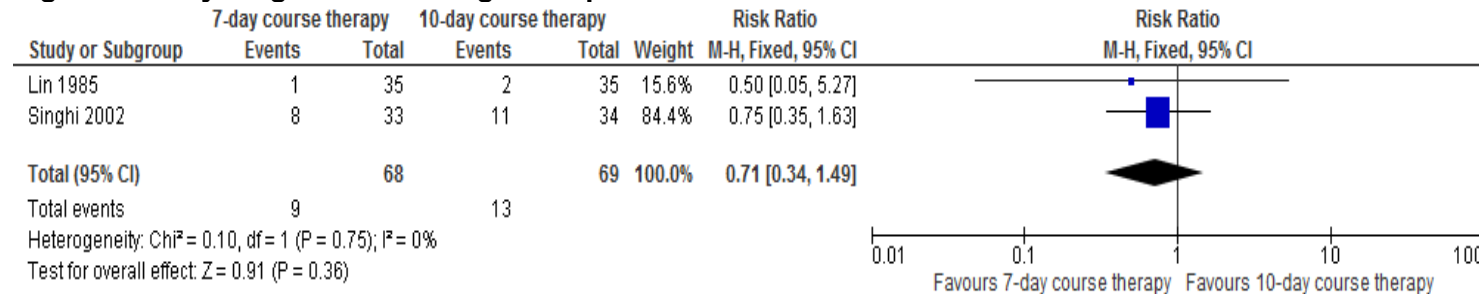 7-day course therapy 10-day course therapy Risk Ratio Risk Ratio
Study or Subgroup Events Total Events Total Weight M-H, Fixed, 95% CI M-H, Fixed, 95% CI
Lin 1985 1 35 2 35 15.6% 0.50 [0.05, 5.27]
Singhi 2002 8 33 11 34 84.4% 0.75 [0.35, 1.63]
Total (95% CI) 68 69 100.0% 0.71 [0.34, 1.49]
Total events 9 13
Heterogeneity: Chi² = 0.10, df = 1 (P = 0.75); I² = 0%
Test for overall effect: Z = 0.91 (P = 0.36)
0.01 0.1 1 10 100
Favours 7-day course therapy Favours 10-day course therapy